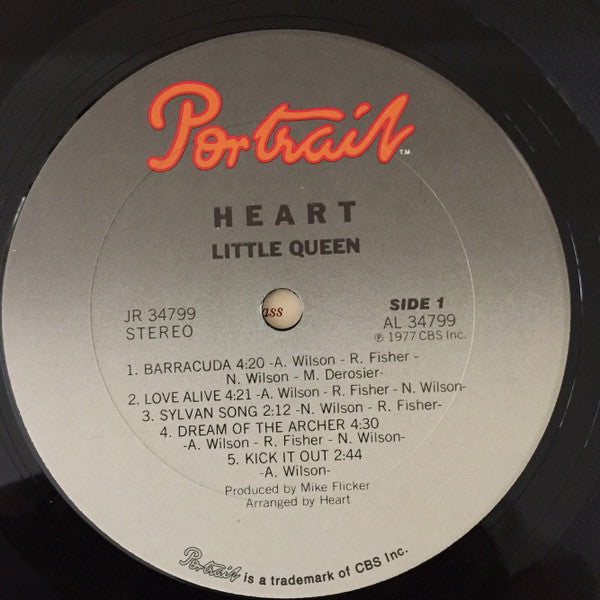 Portrait T.M.
HEART
LITTLE QUEEN
ass
JR 34799
STEREO
SIDE 1
AL 34799
℗ 1977 CBS Inc.
1. BARRACUDA 4:20 -A. Wilson - R. Fisher -
N. Wilson - M. Derosier-
2. LOVE ALIVE 4:21 -A. Wilson - R. Fisher - N. Wilson-
3. SYLVAN SONG 2:12 -N. Wilson - R. Fisher-
4. DREAM OF THE ARCHER 4:30
-A. Wilson - R. Fisher - N. Wilson-
5. KICK IT OUT 2:44
-A. Wilson-
Produced by Mike Flicker
Arranged by Heart
Portrait is a trademark of CBS Inc.